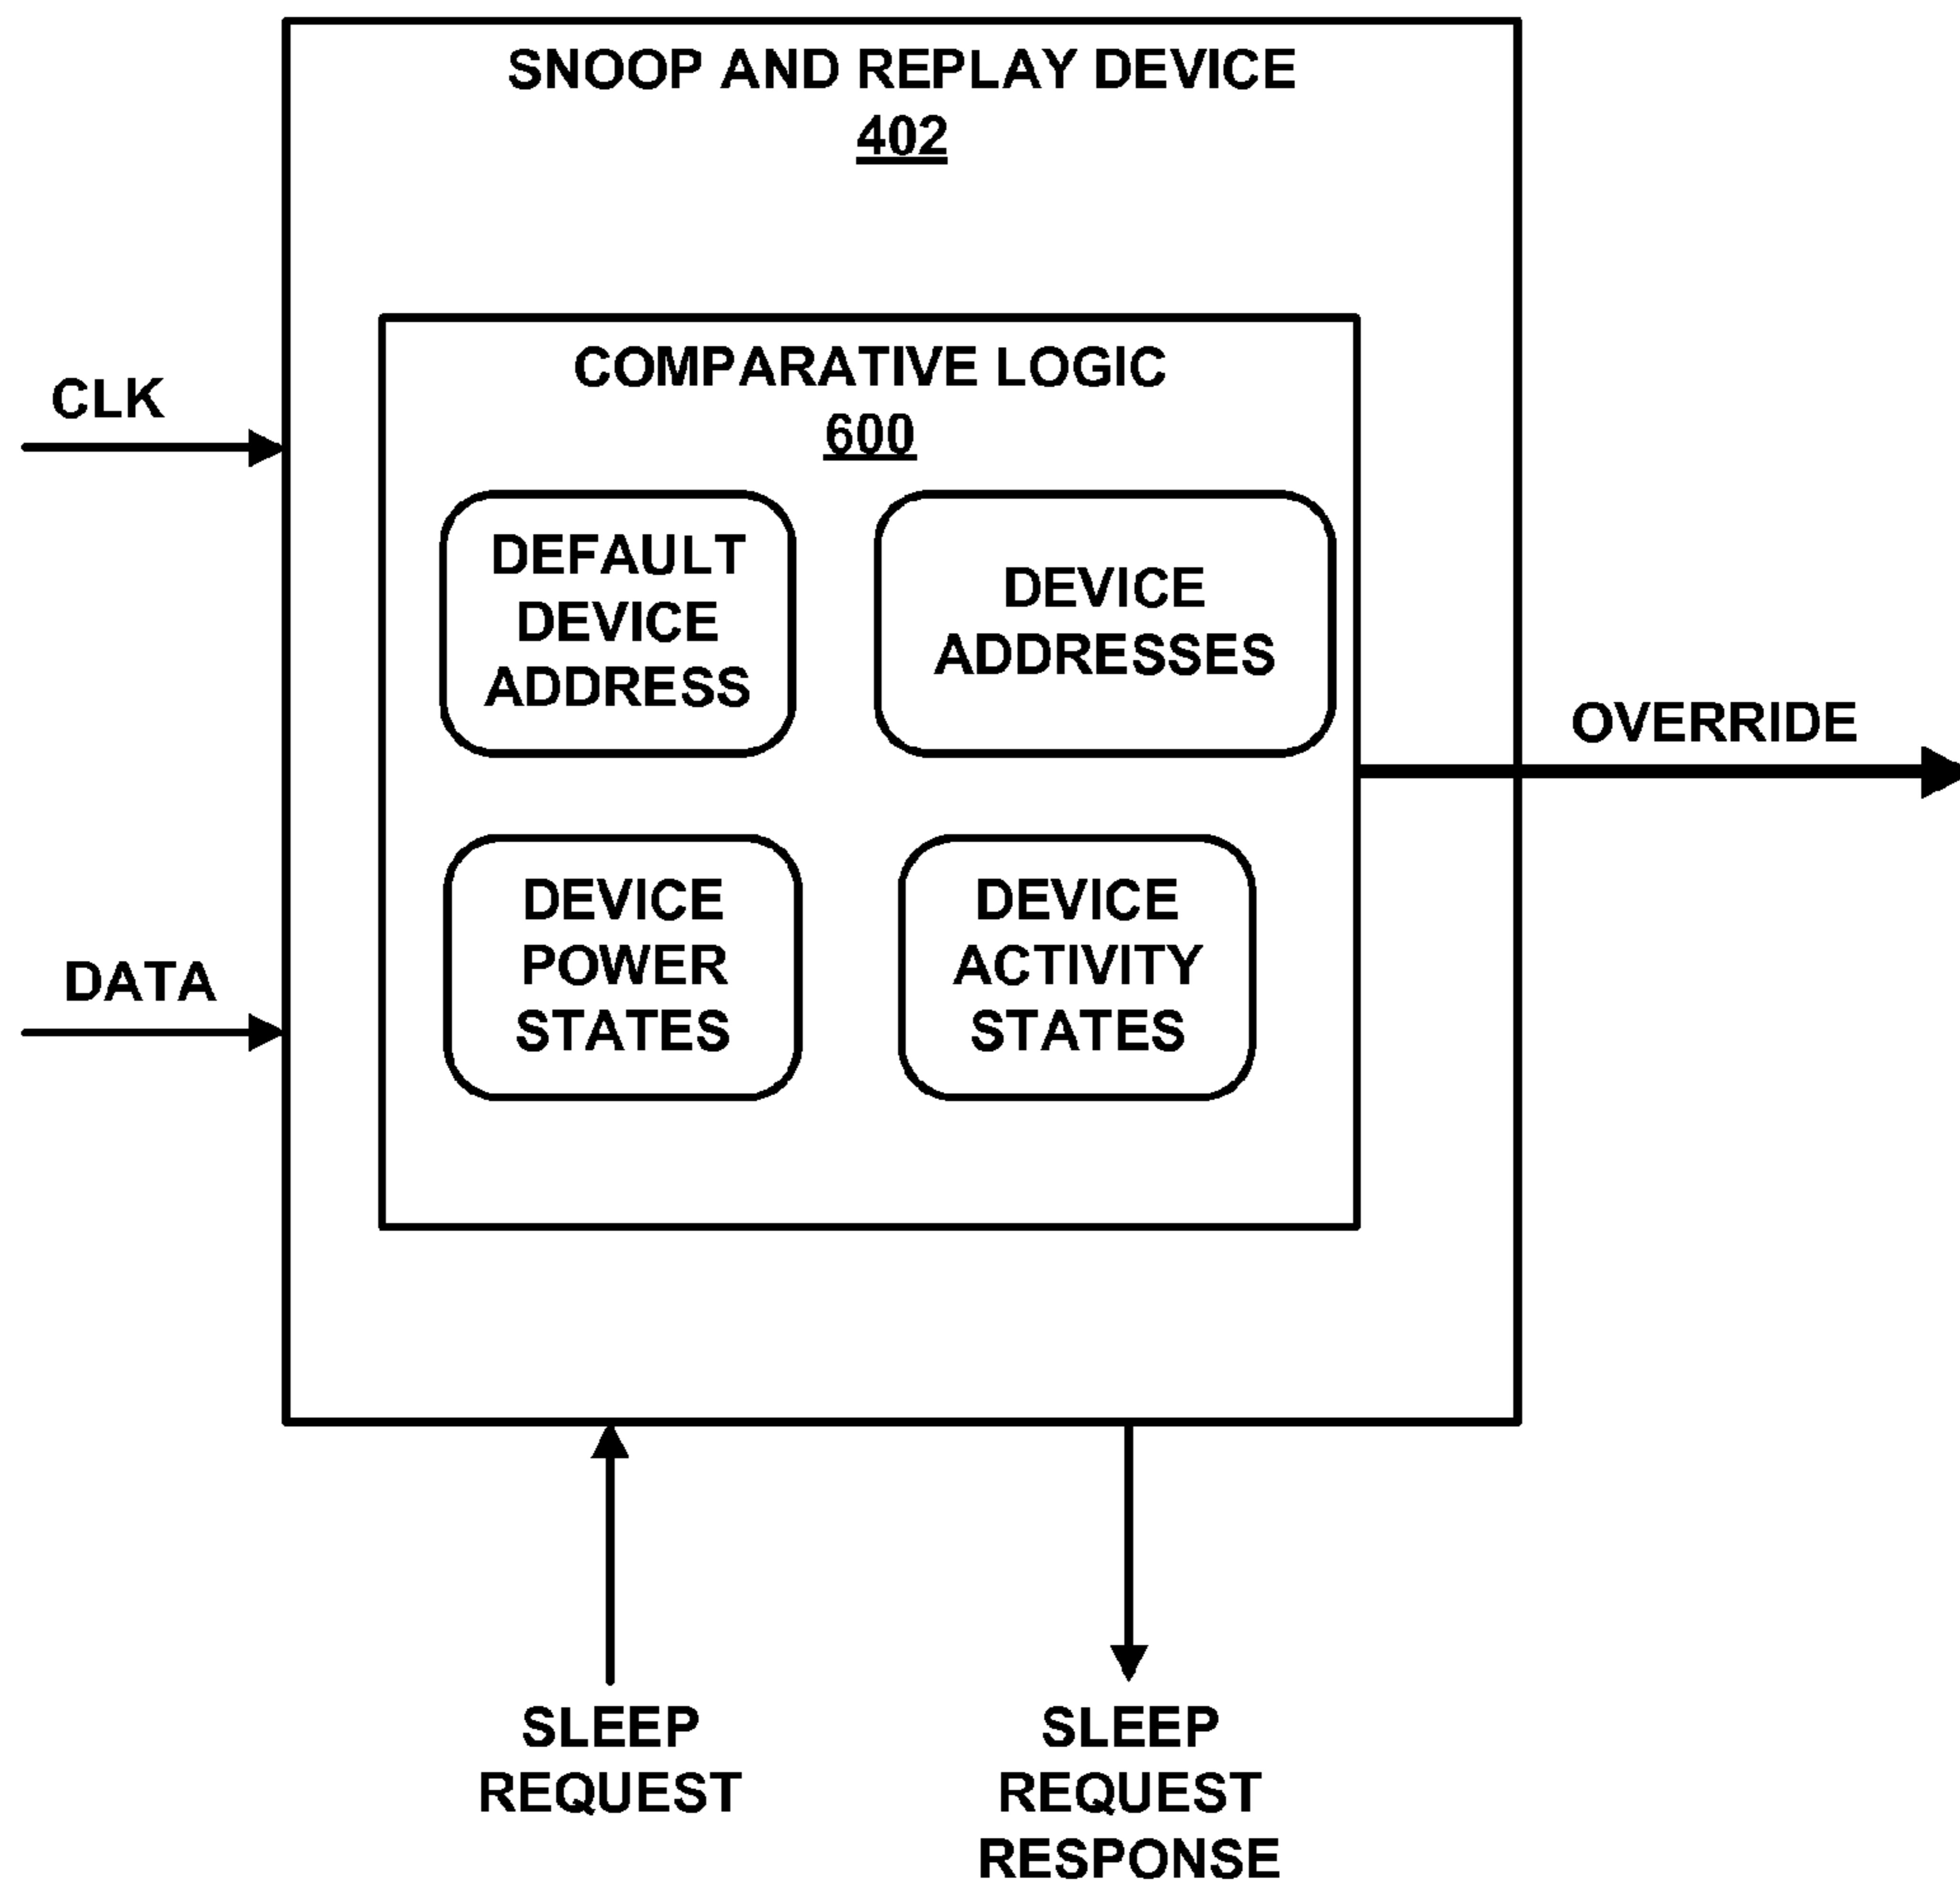 SNOOP AND REPLAY DEVICE
402
COMPARATIVE LOGIC
600
CLK
DEFAULT
DEVICE
ADDRESS
DEVICE
ADDRESSES
OVERRIDE
DATA
DEVICE
POWER
STATES
DEVICE
ACTIVITY
STATES
SLEEP
REQUEST
SLEEP
REQUEST
RESPONSE